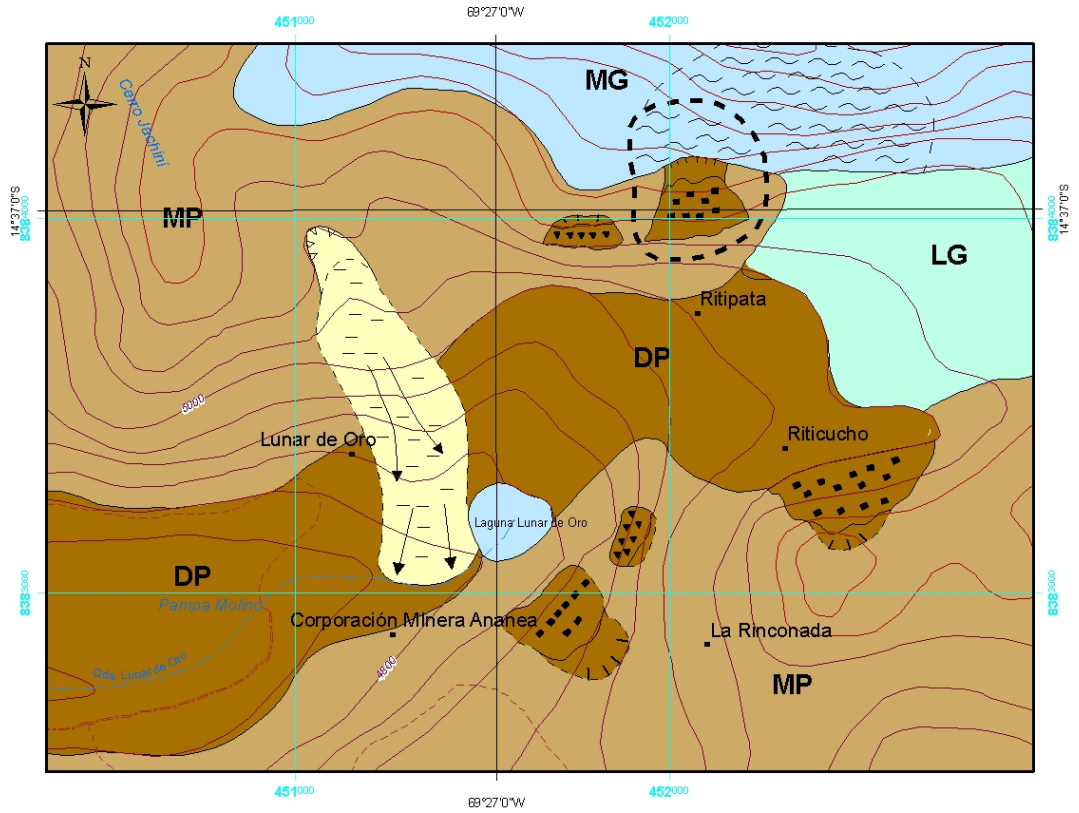 69°27'0"W
451000
452000
N
MG
Cerro Jachini
14°37'0"S
8384000
8384000
14°37'0"S
MP
LG
Ritipata
DP
5000
Lunar de Oro
Riticucho
Laguna Lunar de Oro
DP
8383000
8383000
Pampa Molino
Corporación MInera Ananea
La Rinconada
Qda. Lunar de Oro
4800
MP
451000
452000
69°27'0"W